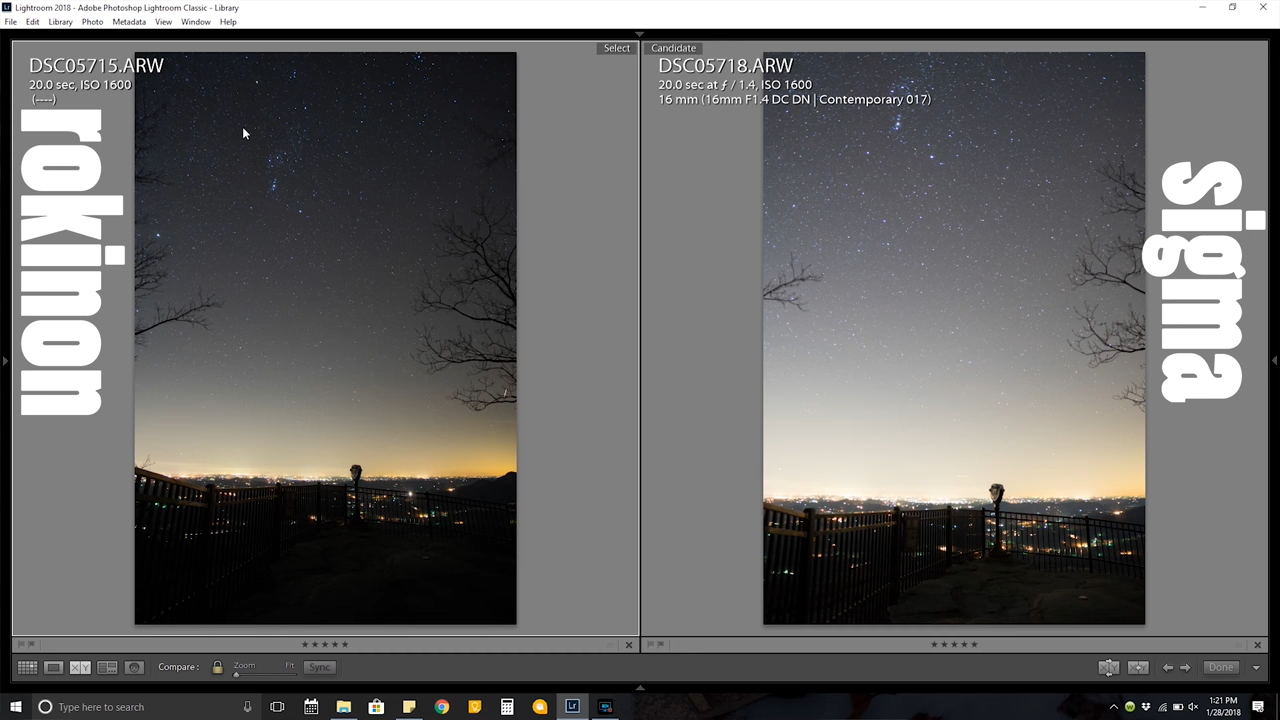 Lightroom 2018 - Adobe Photoshop Lightroom Classic - Library
File Edit Library Photo Metadata View Window Help
Select
Candidate
DSC05715.ARW
20.0 sec, ISO 1600
(----)
rokinon
DSC05718.ARW
20.0 sec at ƒ / 1.4, ISO 1600
16 mm (16mm F1.4 DC DN | Contemporary 017)
sigma
XY
Compare :
Zoom
Fit
Sync
Done
Lr
Type here to search
1:21 PM
1/28/2018